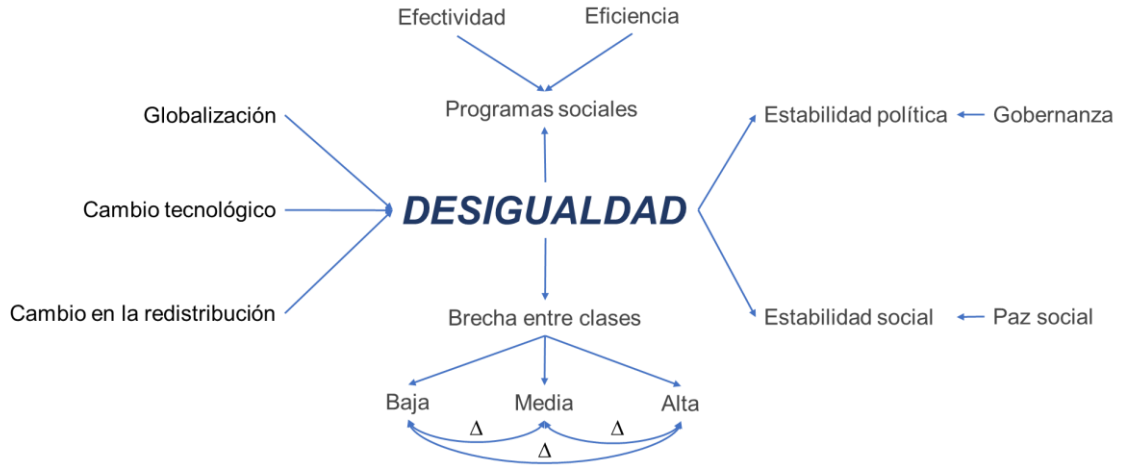 Efectividad
Eficiencia
Globalización
Programas sociales
Estabilidad política
Gobernanza
Cambio tecnológico
DESIGUALDAD
Cambio en la redistribución
Brecha entre clases
Estabilidad social
Paz social
Baja
Media
Alta
Δ
Δ
Δ